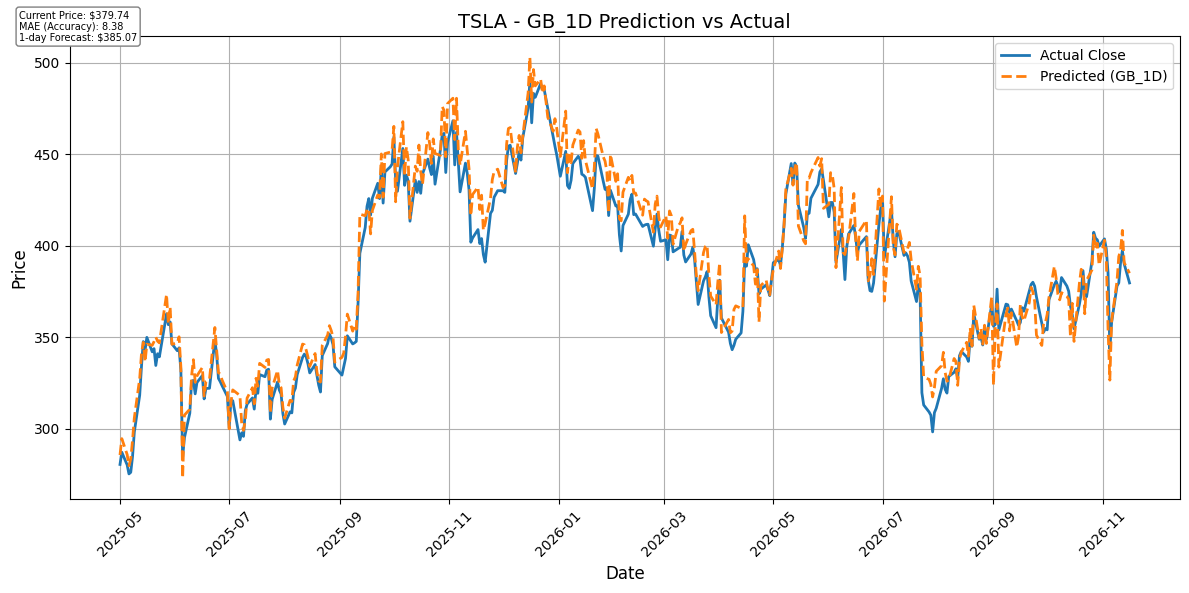 Current Price: $379.74
MAE (Accuracy): 8.38
1-day Forecast: $385.07
TSLA - GB_1D Prediction vs Actual
Actual Close
Predicted (GB_1D)
Price
500
450
400
350
300
2025-05
2025-07
2025-09
2025-11
2026-01
2026-03
2026-05
2026-07
2026-09
2026-11
Date